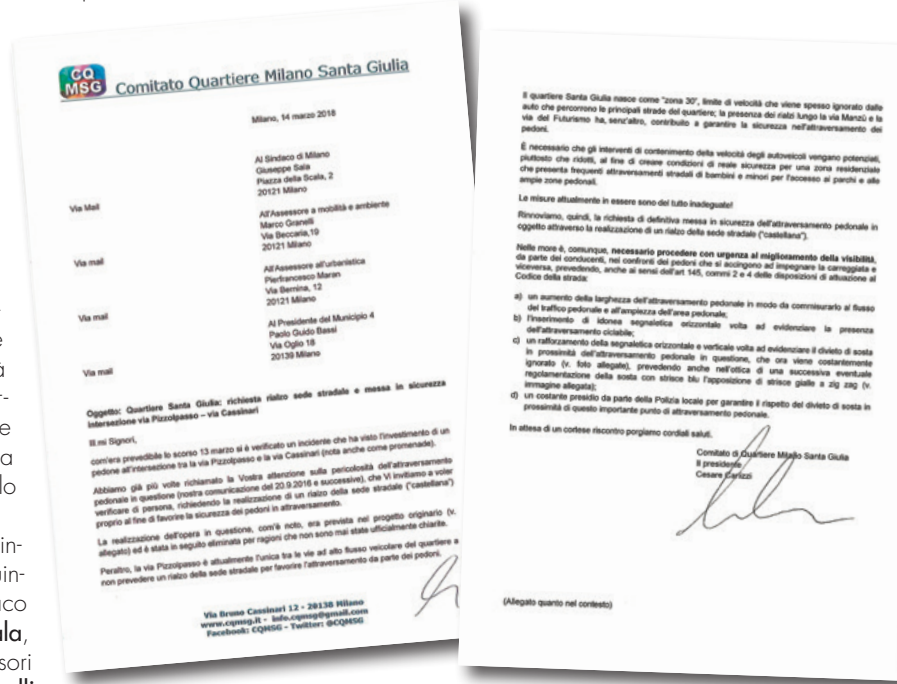 e
à
r-
e
a
lo
in-
uin-
aco
ala,
sori
CQ
MSG
Comitato Quartiere Milano Santa Giulia
Milano, 14 marzo 2018
Al Sindaco di Milano
Giuseppe Sala
Piazza della Scala, 2
20121 Milano
Via Mail
All'Assessore a mobilità e ambiente
Marco Granelli
Via Beccaria,19
20121 Milano
Via mail
All'Assessore all'urbanistica
Pierfrancesco Maran
Via Bernina, 12
20121 Milano
Via mail
Al Presidente del Municipio 4
Paolo Guido Bassi
Via Oglio 18
20139 Milano
Via mail
Oggetto: Quartiere Santa Giulia: richiesta rialzo sede stradale e messa in sicurezza
intersezione via Pizzolpasso – via Cassinari
Ill.mi Signori,
com'era prevedibile lo scorso 13 marzo si è verificato un incidente che ha visto l'investimento di un
pedone all'intersezione tra la via Pizzolpasso e la via Cassinari (nota anche come promenade).
Abbiamo già più volte richiamato la Vostra attenzione sulla pericolosità dell'attraversamento
pedonale in questione (nostra comunicazione del 20.9.2016 e successive), che Vi invitiamo a voler
verificare di persona, richiedendo la realizzazione di un rialzo della sede stradale ("castellana")
proprio al fine di favorire la sicurezza dei pedoni in attraversamento.
La realizzazione dell'opera in questione, com'è noto, era prevista nel progetto originario (v.
allegato) ed è stata in seguito eliminata per ragioni che non sono mai state ufficialmente chiarite.
Peraltro, la via Pizzolpasso è attualmente l'unica tra le vie ad alto flusso veicolare del quartiere a
non prevedere un rialzo della sede stradale per favorire l'attraversamento da parte dei pedoni.
Via Bruno Cassinari 12 - 20138 Milano
www.cqmsg.it - info.cqmsg@gmail.com
Facebook: CQMSG - Twitter: @CQMSG
Il quartiere Santa Giulia nasce come "zona 30", limite di velocità che viene spesso ignorato dalle
auto che percorrono le principali strade del quartiere; la presenza dei rialzi lungo la via Manzù e la
via del Futurismo ha, senz'altro, contribuito a garantire la sicurezza nell'attraversamento dei
pedoni.
É necessario che gli interventi di contenimento della velocità degli autoveicoli vengano potenziati,
piuttosto che ridotti, al fine di creare condizioni di reale sicurezza per una zona residenziale
che presenta frequenti attraversamenti stradali di bambini e minori per l'accesso ai parchi e alle
ampie zone pedonali.
Le misure attualmente in essere sono del tutto inadeguate!
Rinnoviamo, quindi, la richiesta di definitiva messa in sicurezza dell'attraversamento pedonale in
oggetto attraverso la realizzazione di un rialzo della sede stradale ("castellana").
Nelle more è, comunque, necessario procedere con urgenza al miglioramento della visibilità,
da parte dei conducenti, nei confronti dei pedoni che si accingono ad impegnare la carreggiata e
viceversa, prevedendo, anche ai sensi dell'art 145, commi 2 e 4 delle disposizioni di attuazione al
Codice della strada:
a) un aumento della larghezza dell'attraversamento pedonale in modo da commisurarlo al flusso
del traffico pedonale e all'ampiezza dell'area pedonale;
b) l'inserimento di idonea segnaletica orizzontale volta ad evidenziare la presenza
dell'attraversamento ciclabile;
c) un rafforzamento della segnaletica orizzontale e verticale volta ad evidenziare il divieto di sosta
in prossimità dell'attraversamento pedonale in questione, che ora viene costantemente
ignorato (v. foto allegate), prevedendo anche nell'ottica di una successiva eventuale
regolamentazione della sosta con strisce blu l'apposizione di strisce gialle a zig zag (v.
immagine allegata);
d) un costante presidio da parte della Polizia locale per garantire il rispetto del divieto di sosta in
prossimità di questo importante punto di attraversamento pedonale.
In attesa di un cortese riscontro porgiamo cordiali saluti.
Comitato di Quartiere Milano Santa Giulia
Il presidente
Cesare
(Allegato quanto nel contesto)